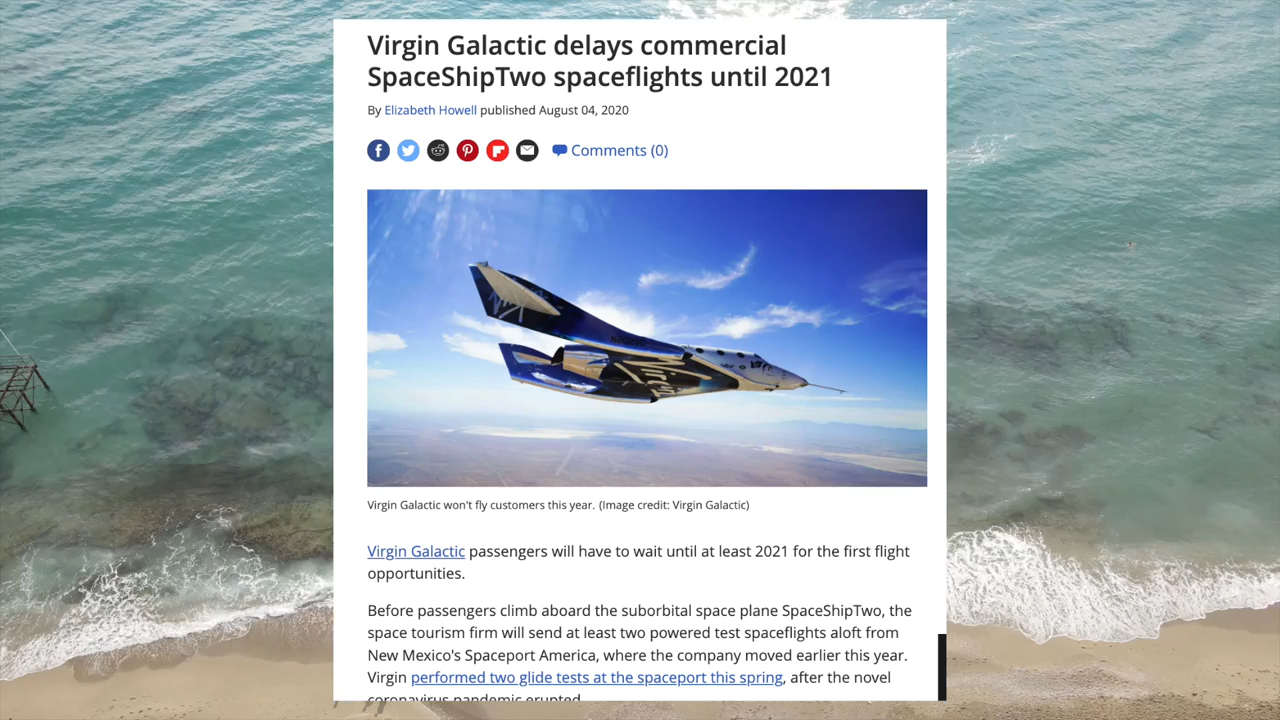 Virgin Galactic delays commercial
SpaceShipTwo spaceflights until 2021
By Elizabeth Howell published August 04, 2020
Comments (0)
Virgin Galactic won't fly customers this year. (Image credit: Virgin Galactic)
Virgin Galactic passengers will have to wait until at least 2021 for the first flight
opportunities.
Before passengers climb aboard the suborbital space plane SpaceShipTwo, the
space tourism firm will send at least two powered test spaceflights aloft from
New Mexico's Spaceport America, where the company moved earlier this year.
Virgin performed two glide tests at the spaceport this spring, after the novel
coronavirus pandemic erupted.